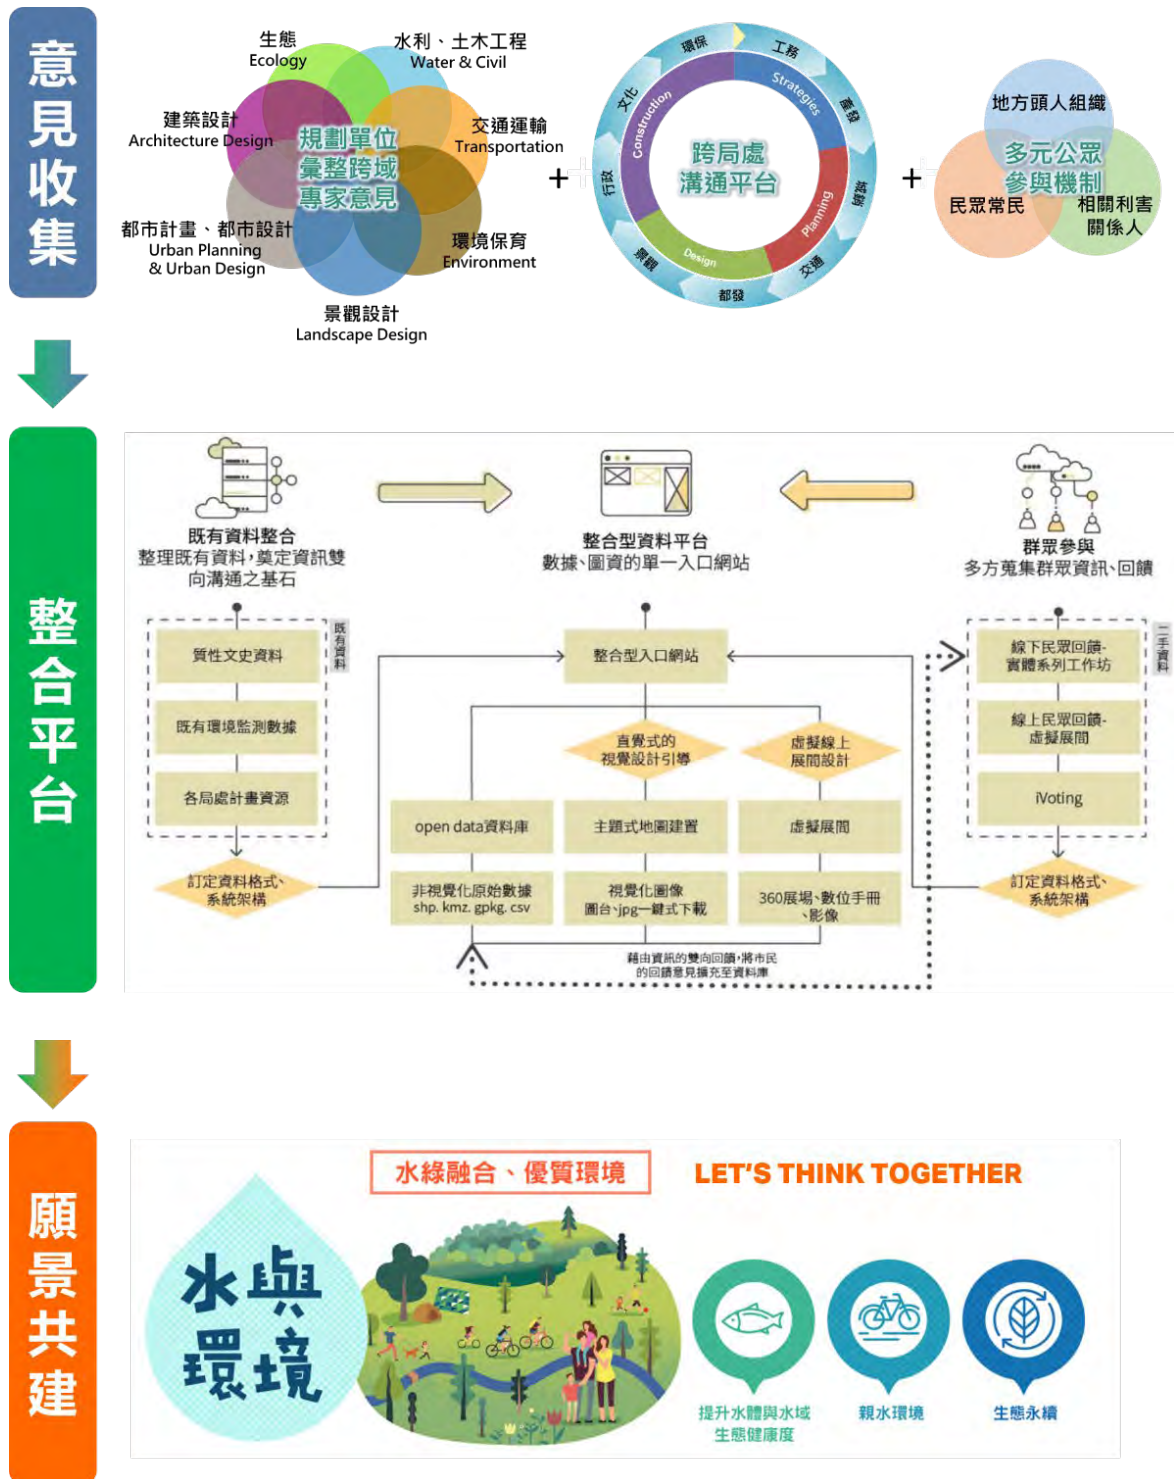 意見收集
生態
Ecology
水利、土木工程
Water & Civil
建築設計
Architecture Design
交通運輸
Transportation
規劃單位
彙整跨域
專家意見
都市計畫、都市設計
Urban Planning
& Urban Design
環境保育
Environment
景觀設計
Landscape Design
+
環保
工務
產發
城銷
交通
都發
景觀
行政
文化
Strategies
Planning
Design
Construction
跨局處
溝通平台
+
地方頭人組織
多元公眾
參與機制
民眾常民
相關利害
關係人
整合平台
既有資料整合
整理既有資料,奠定資訊雙
向溝通之基石
整合型資料平台
數據、圖資的單一入口網站
群眾參與
多方蒐集群眾資訊、回饋
既有資料
質性文史資料
既有環境監測數據
各局處計畫資源
訂定資料格式、
系統架構
整合型入口網站
直覺式的
視覺設計引導
虛擬線上
展間設計
open data資料庫
主題式地圖建置
虛擬展間
非視覺化原始數據
shp. kmz. gpkg. csv
視覺化圖像
圖台、jpg一鍵式下載
360展場、數位手冊
、影像
藉由資訊的雙向回饋,將市民
的回饋意見擴充至資料庫
二手資料
線下民眾回饋-
實體系列工作坊
線上民眾回饋-
虛擬展間
iVoting
訂定資料格式、
系統架構
願景共建
水與
環境
水綠融合、優質環境
LET'S THINK TOGETHER
提升水體與水域
生態健康度
親水環境
生態永續